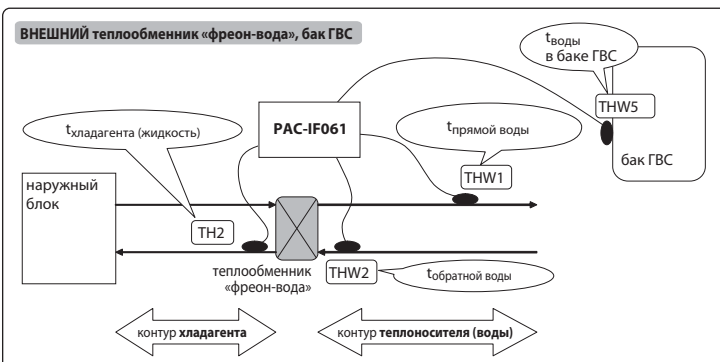 ВНЕШНИЙ теплообменник «фреон-вода», бак ГВС
tводы
в баке ГВС
THW5
бак ГВС
PAC-IF061
tхладагента (жидкость)
tпрямой воды
THW1
наружный
блок
TH2
теплообменник
«фреон-вода»
THW2
tобратной воды
контур хладагента
контур теплоносителя (воды)